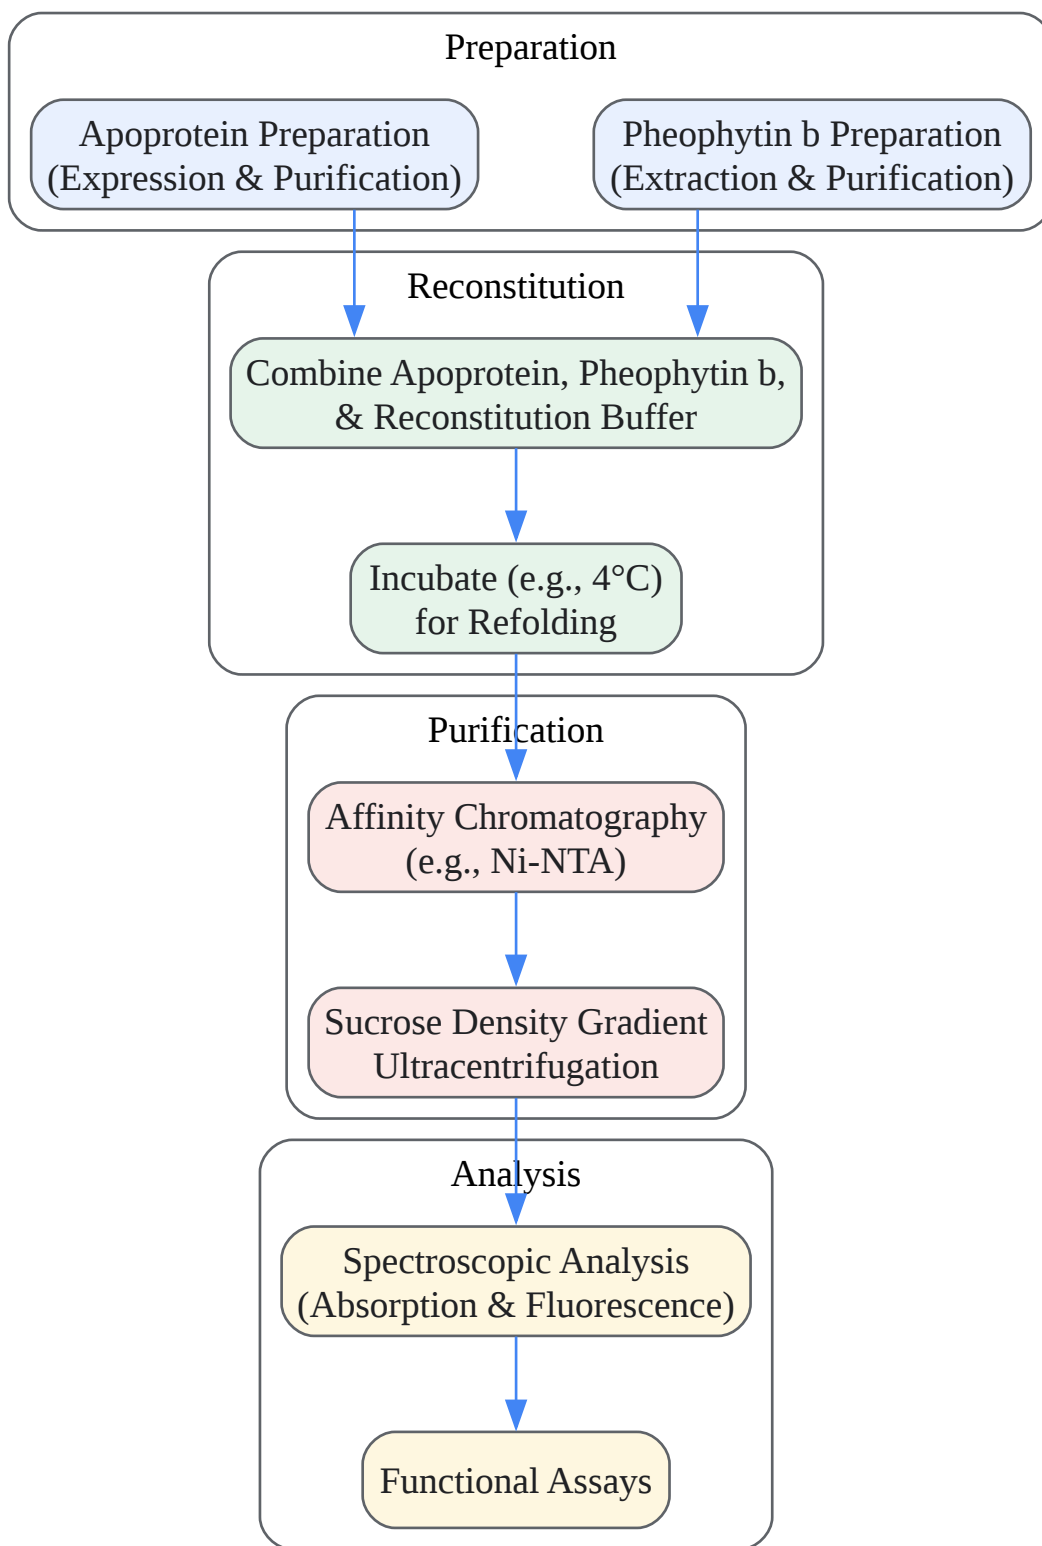 Preparation
Apoprotein Preparation
(Expression & Purification)
Pheophytin b Preparation
(Extraction & Purification)
Reconstitution
Combine Apoprotein, Pheophytin b,
& Reconstitution Buffer
Incubate (e.g., 4°C)
for Refolding
Purification
Affinity Chromatography
(e.g., Ni-NTA)
Sucrose Density Gradient
Ultracentrifugation
Analysis
Spectroscopic Analysis
(Absorption & Fluorescence)
Functional Assays